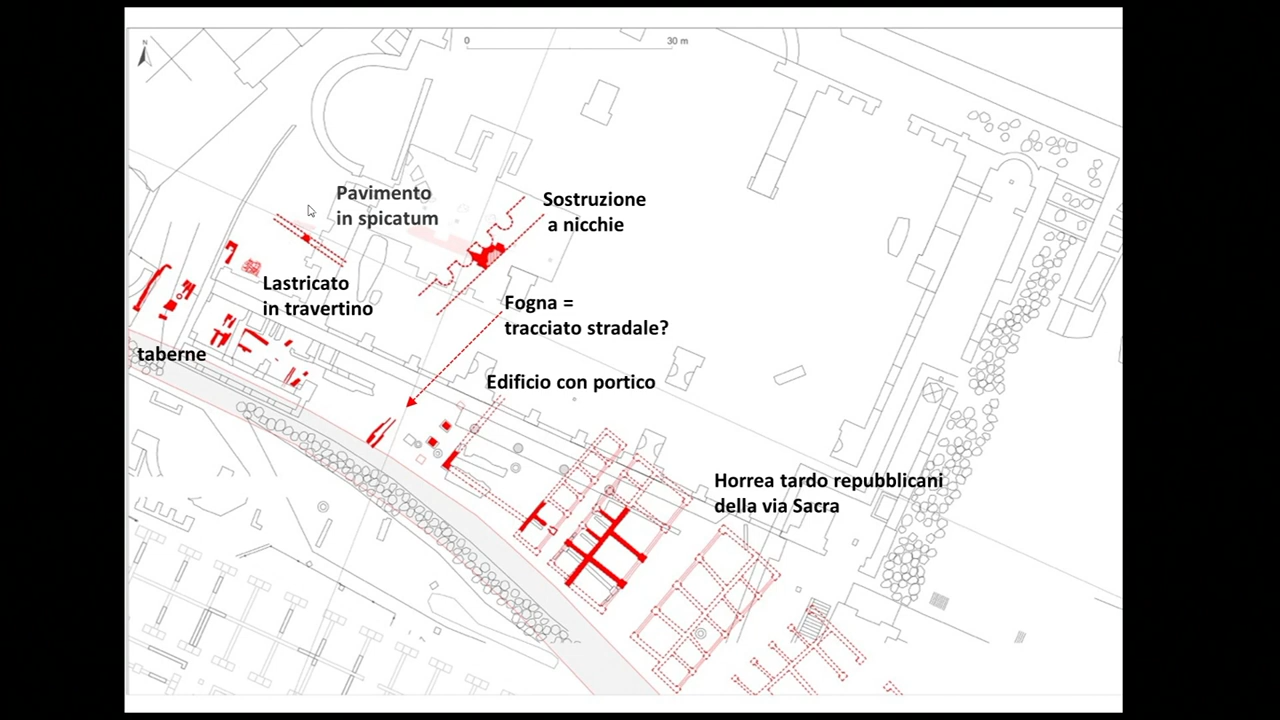 N
0 30 m
Pavimento
in spicatum
Sostruzione
a nicchie
Lastricato
in travertino
Fogna =
tracciato stradale?
taberne
Edificio con portico
Horrea tardo repubblicani
della via Sacra